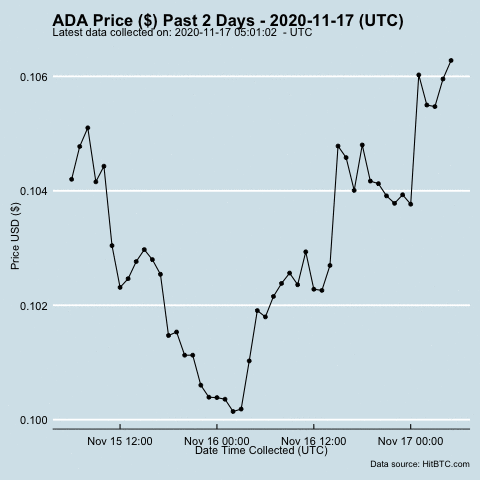 ADA Price ($) Past 2 Days - 2020-11-17 (UTC)
Latest data collected on: 2020-11-17 05:01:02  - UTC
0.106
0.104
0.102
0.100
Price USD ($)
Nov 15 12:00 Nov 16 00:00 Nov 16 12:00 Nov 17 00:00
Date Time Collected (UTC)
Data source: HitBTC.com